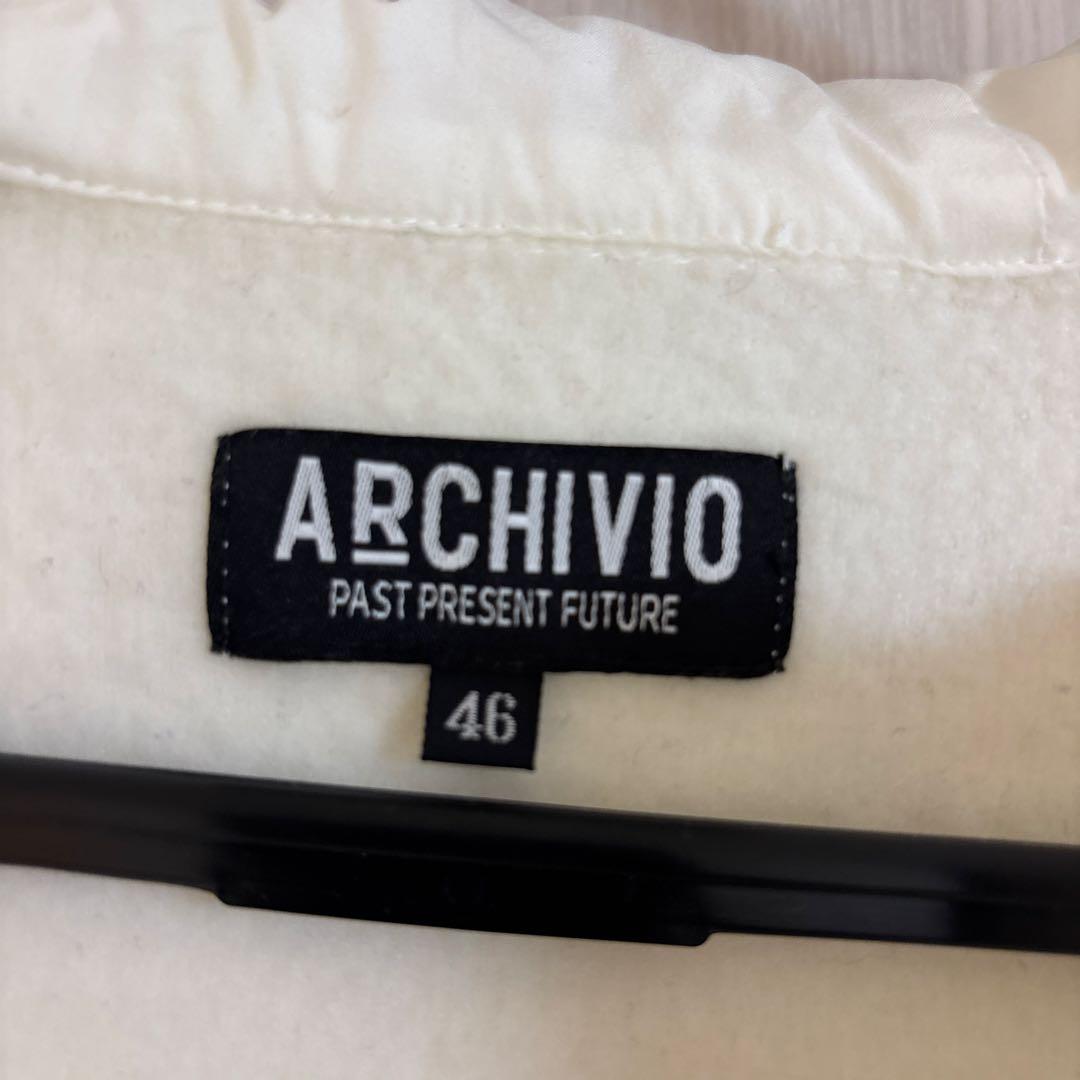 ARCHIVIO
PAST PRESENT FUTURE
46